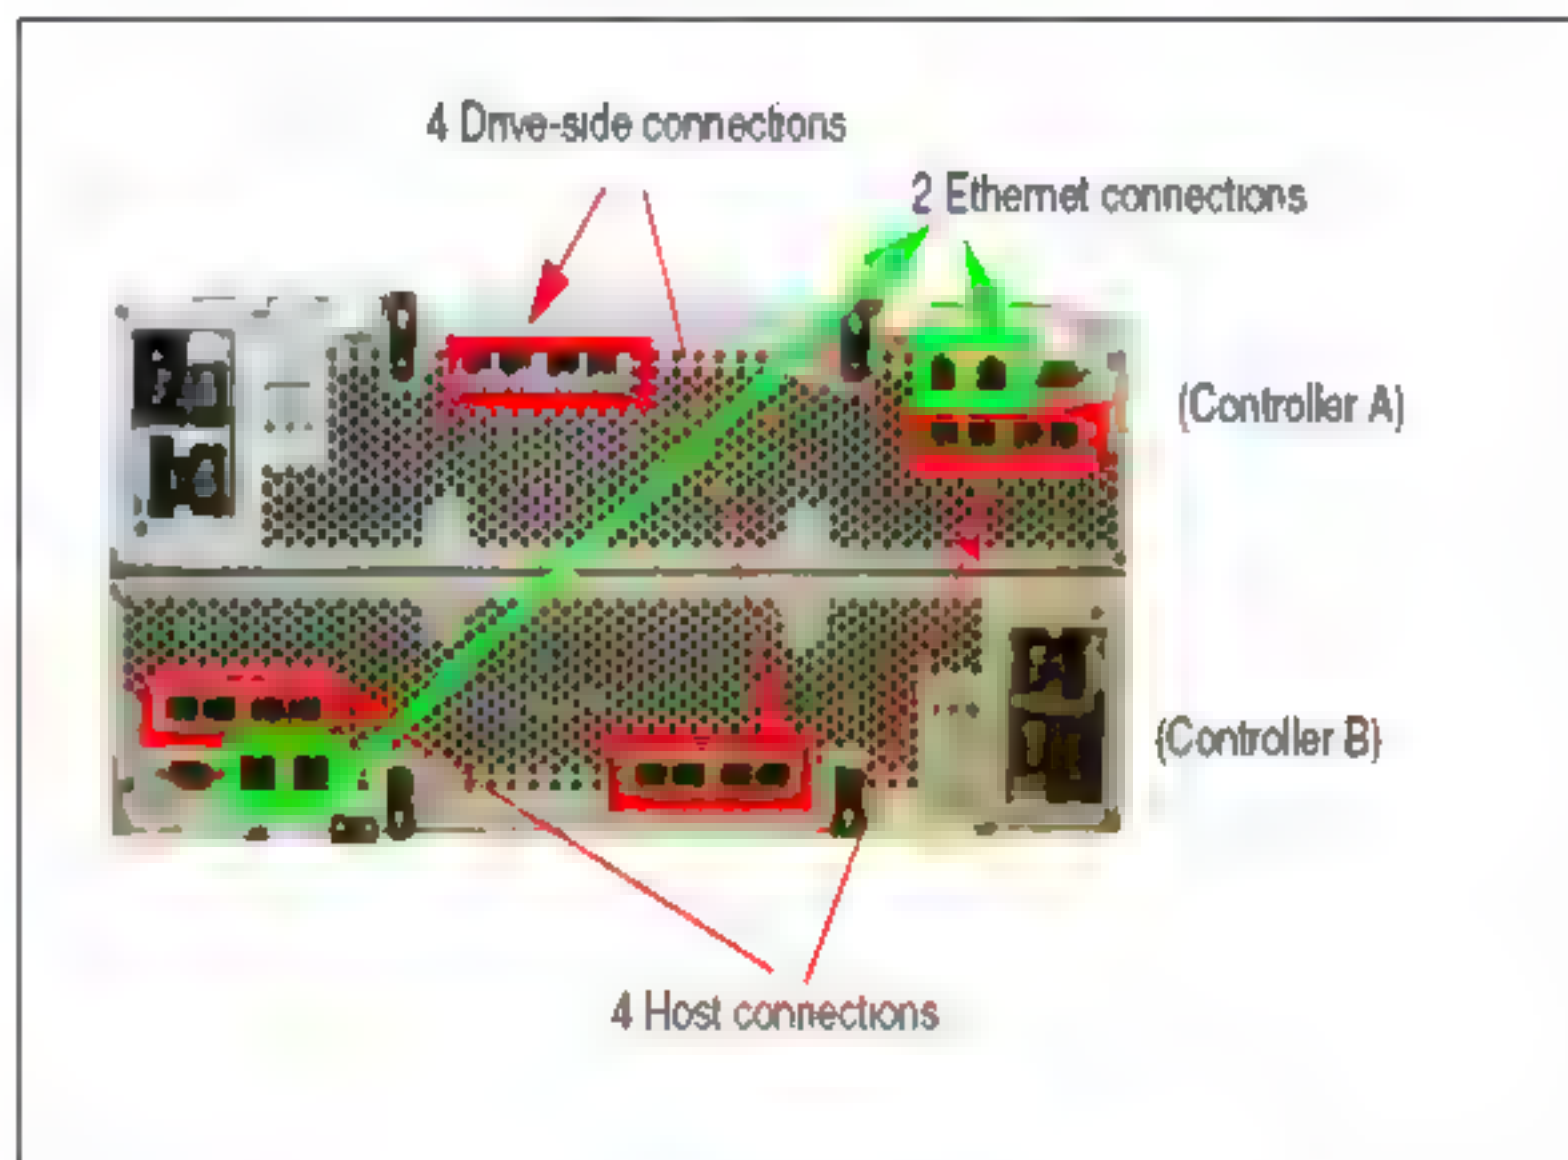 4 Drive-side connections
2 Ethernet connections
(Controller A)
(Controller B)
4 Host connections